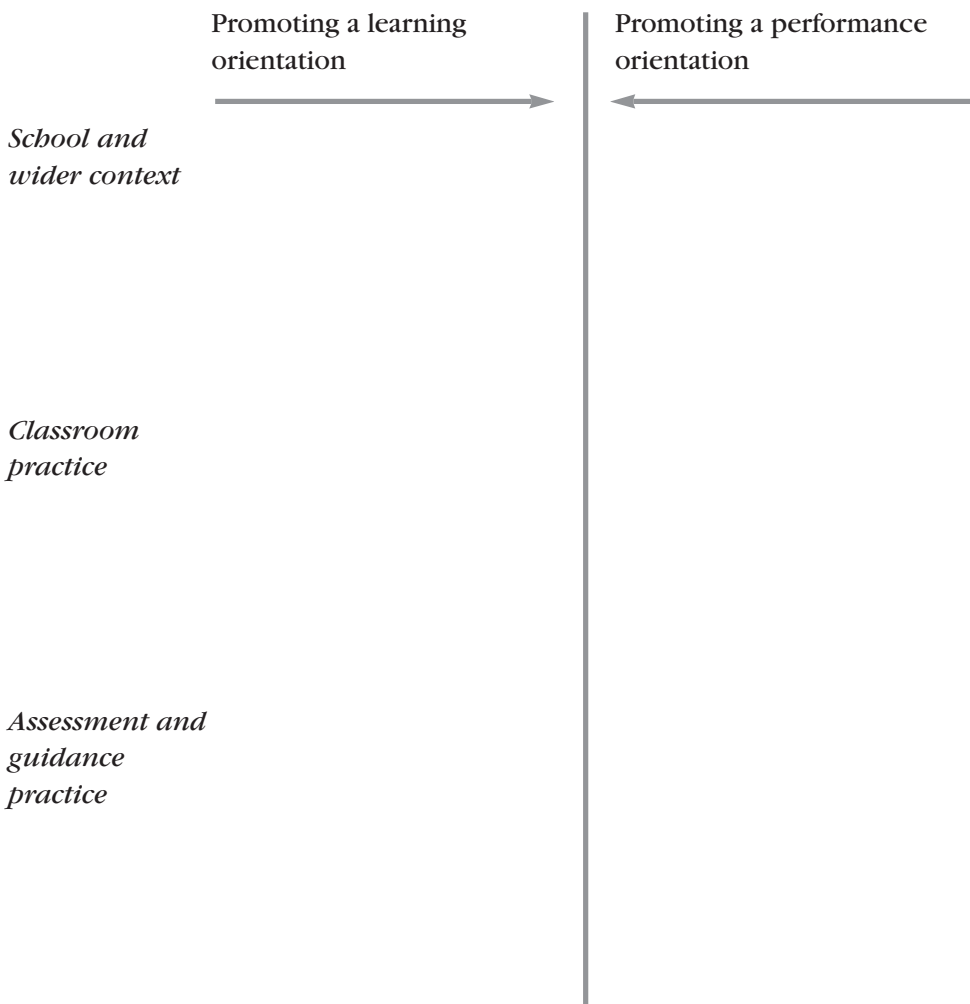 Promoting a learning
orientation
Promoting a performance
orientation
School and
wider context
Classroom
practice
Assessment and
guidance
practice